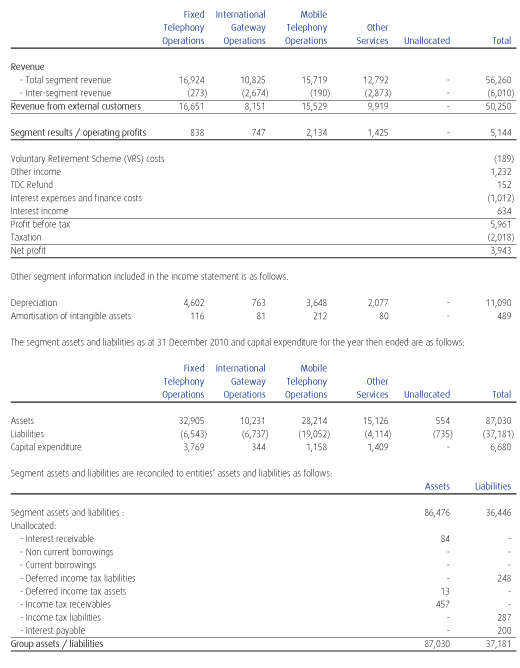 Fixed International Mobile
Telephony Gateway Telephony Other
Operations Operations Operations Services Unallocated Total
Revenue
- Total segment revenue 16,924 10,825 15,719 12,792 - 56,260
- Inter-segment revenue (273) (2,674) (190) (2,873) - (6,010)
Revenue from external customers 16,651 8,151 15,529 9,919 - 50,250
Segment results / operating profits 838 747 2,134 1,425 - 5,144
Voluntary Retirement Scheme (VRS) costs (189)
Other income 1,232
TDC Refund 152
Interest expenses and finance costs (1,012)
Interest income 634
Profit before tax 5,961
Taxation (2,018)
Net profit 3,943
Other segment information included in the income statement is as follows.
Depreciation 4,602 763 3,648 2,077 - 11,090
Amortisation of intangible assets 116 81 212 80 - 489
The segment assets and liabilities as at 31 December 2010 and capital expenditure for the year then ended are as follows:
Fixed International Mobile
Telephony Gateway Telephony Other
Operations Operations Operations Services Unallocated Total
Assets 32,905 10,231 28,214 15,126 554 87,030
Liabilities (6,543) (6,737) (19,052) (4,114) (735) (37,181)
Capital expenditure 3,769 344 1,158 1,409 - 6,680
Segment assets and liabilities are reconciled to entities' assets and liabilities as follows:
Assets Liabilities
Segment assets and liabilities : 86,476 36,446
Unallocated:
- Interest receivable 84 -
- Non current borrowings - -
- Current borrowings - -
- Deferred income tax liabilities - 248
- Deferred income tax assets 13 -
- Income tax receivables 457 -
- Income tax liabilities - 287
- Interest payable - 200
Group assets / liabilities 87,030 37,181